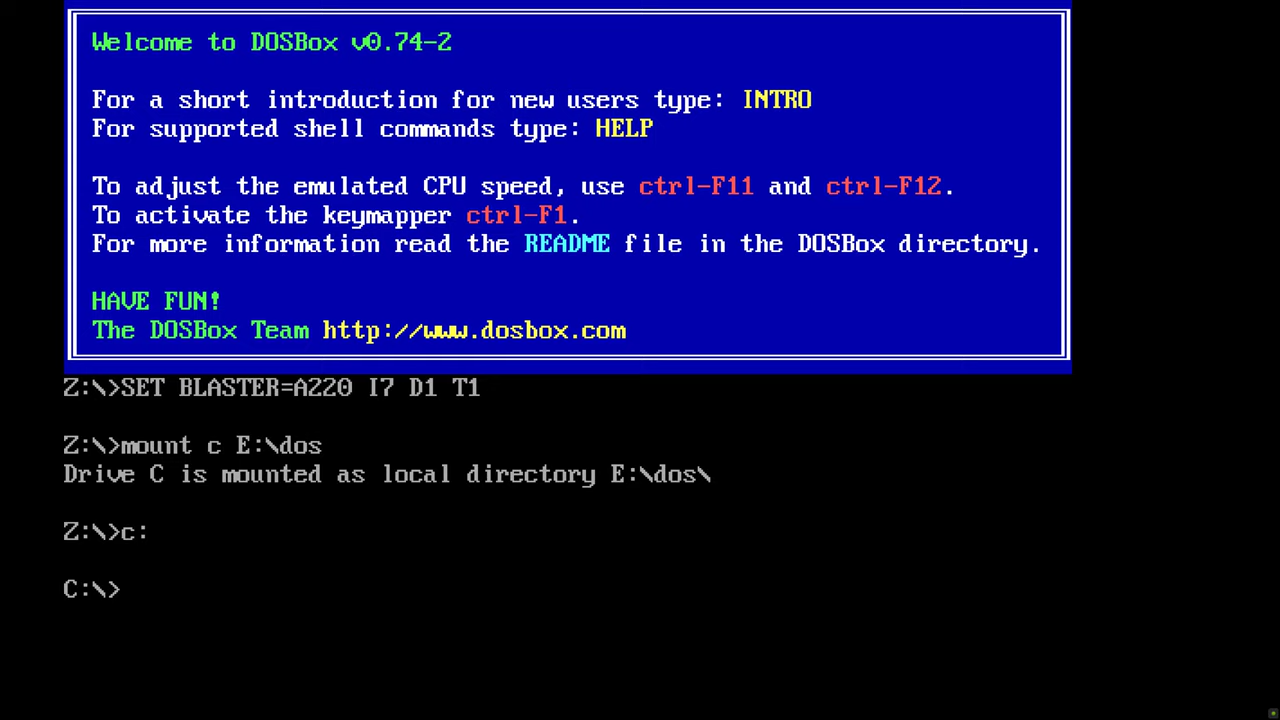 Welcome to DOSBox v0.74-2
For a short introduction for new users type: INTRO
For supported shell commands type: HELP
To adjust the emulated CPU speed, use ctrl-F11 and ctrl-F12.
To activate the keymapper ctrl-F1.
For more information read the README file in the DOSBox directory.
HAVE FUN!
The DOSBox Team http://www.dosbox.com
Z:\>SET BLASTER=A220 I7 D1 T1
Z:\>mount c E:\dos
Drive C is mounted as local directory E:\dos\
Z:\>c:
C:\>